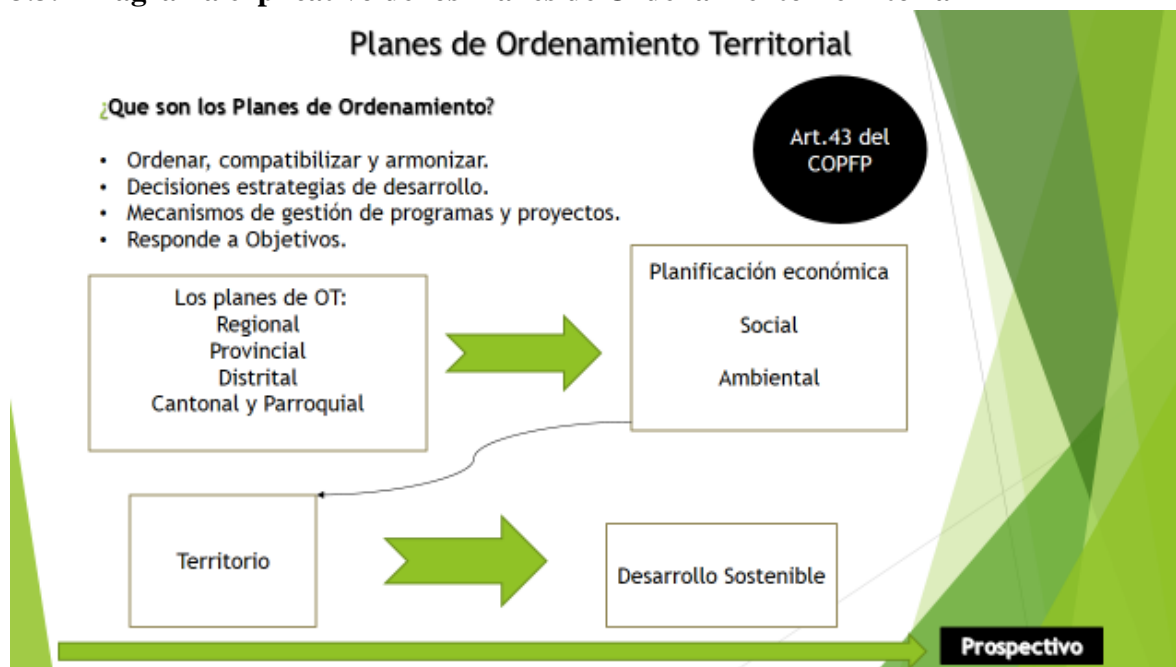 Planes de Ordenamiento Territorial
¿Que son los Planes de Ordenamiento?
Art.43 del
COPFP
• Ordenar, compatibilizar y armonizar.
• Decisiones estrategias de desarrollo.
• Mecanismos de gestión de programas y proyectos.
• Responde a Objetivos.
Los planes de OT:
Regional
Provincial
Distrital
Cantonal y Parroquial
Planificación económica
Social
Ambiental
Territorio
Desarrollo Sostenible
Prospectivo